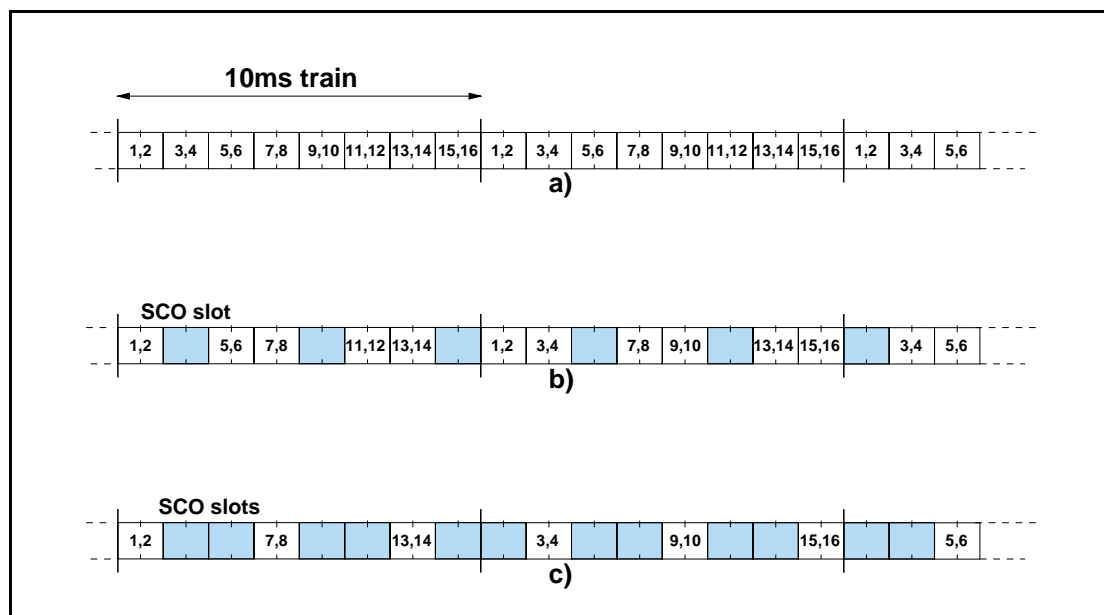 10ms train
1,2 3,4 5,6 7,8 9,10 11,12 13,14 15,16 1,2 3,4 5,6 7,8 9,10 11,12 13,14 15,16 1,2 3,4 5,6
a)
SCO slot
1,2 5,6 7,8 11,12 13,14 1,2 3,4 7,8 9,10 13,14 15,16 3,4 5,6
b)
SCO slots
1,2 7,8 13,14 3,4 9,10 15,16 5,6
c)